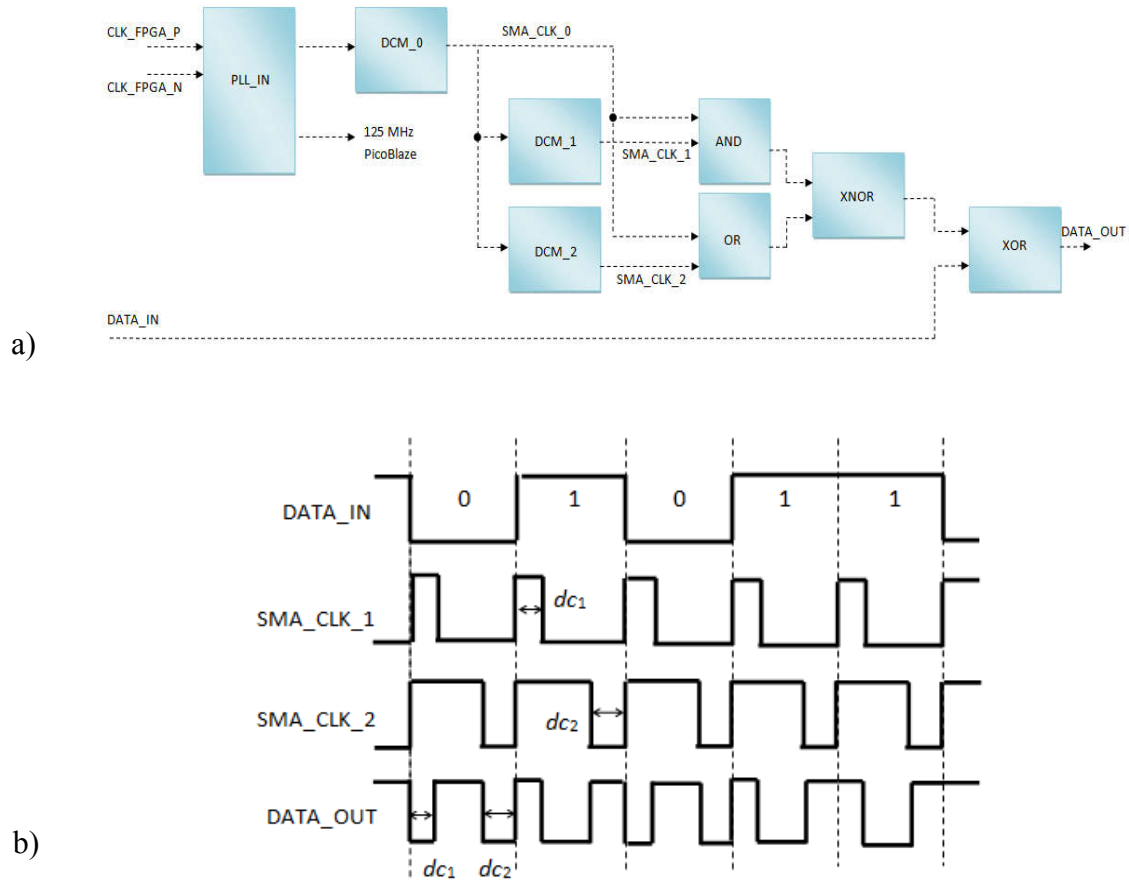 CLK_FPGA_P
CLK_FPGA_N
PLL_IN
DCM_0
SMA_CLK_0
125 MHz
PicoBlaze
DCM_1
SMA_CLK_1
AND
XNOR
DCM_2
SMA_CLK_2
OR
XOR
DATA_OUT
DATA_IN
a)
DATA_IN
0
1
0
1
1
SMA_CLK_1
dc1
SMA_CLK_2
dc2
DATA_OUT
dc1
dc2
b)